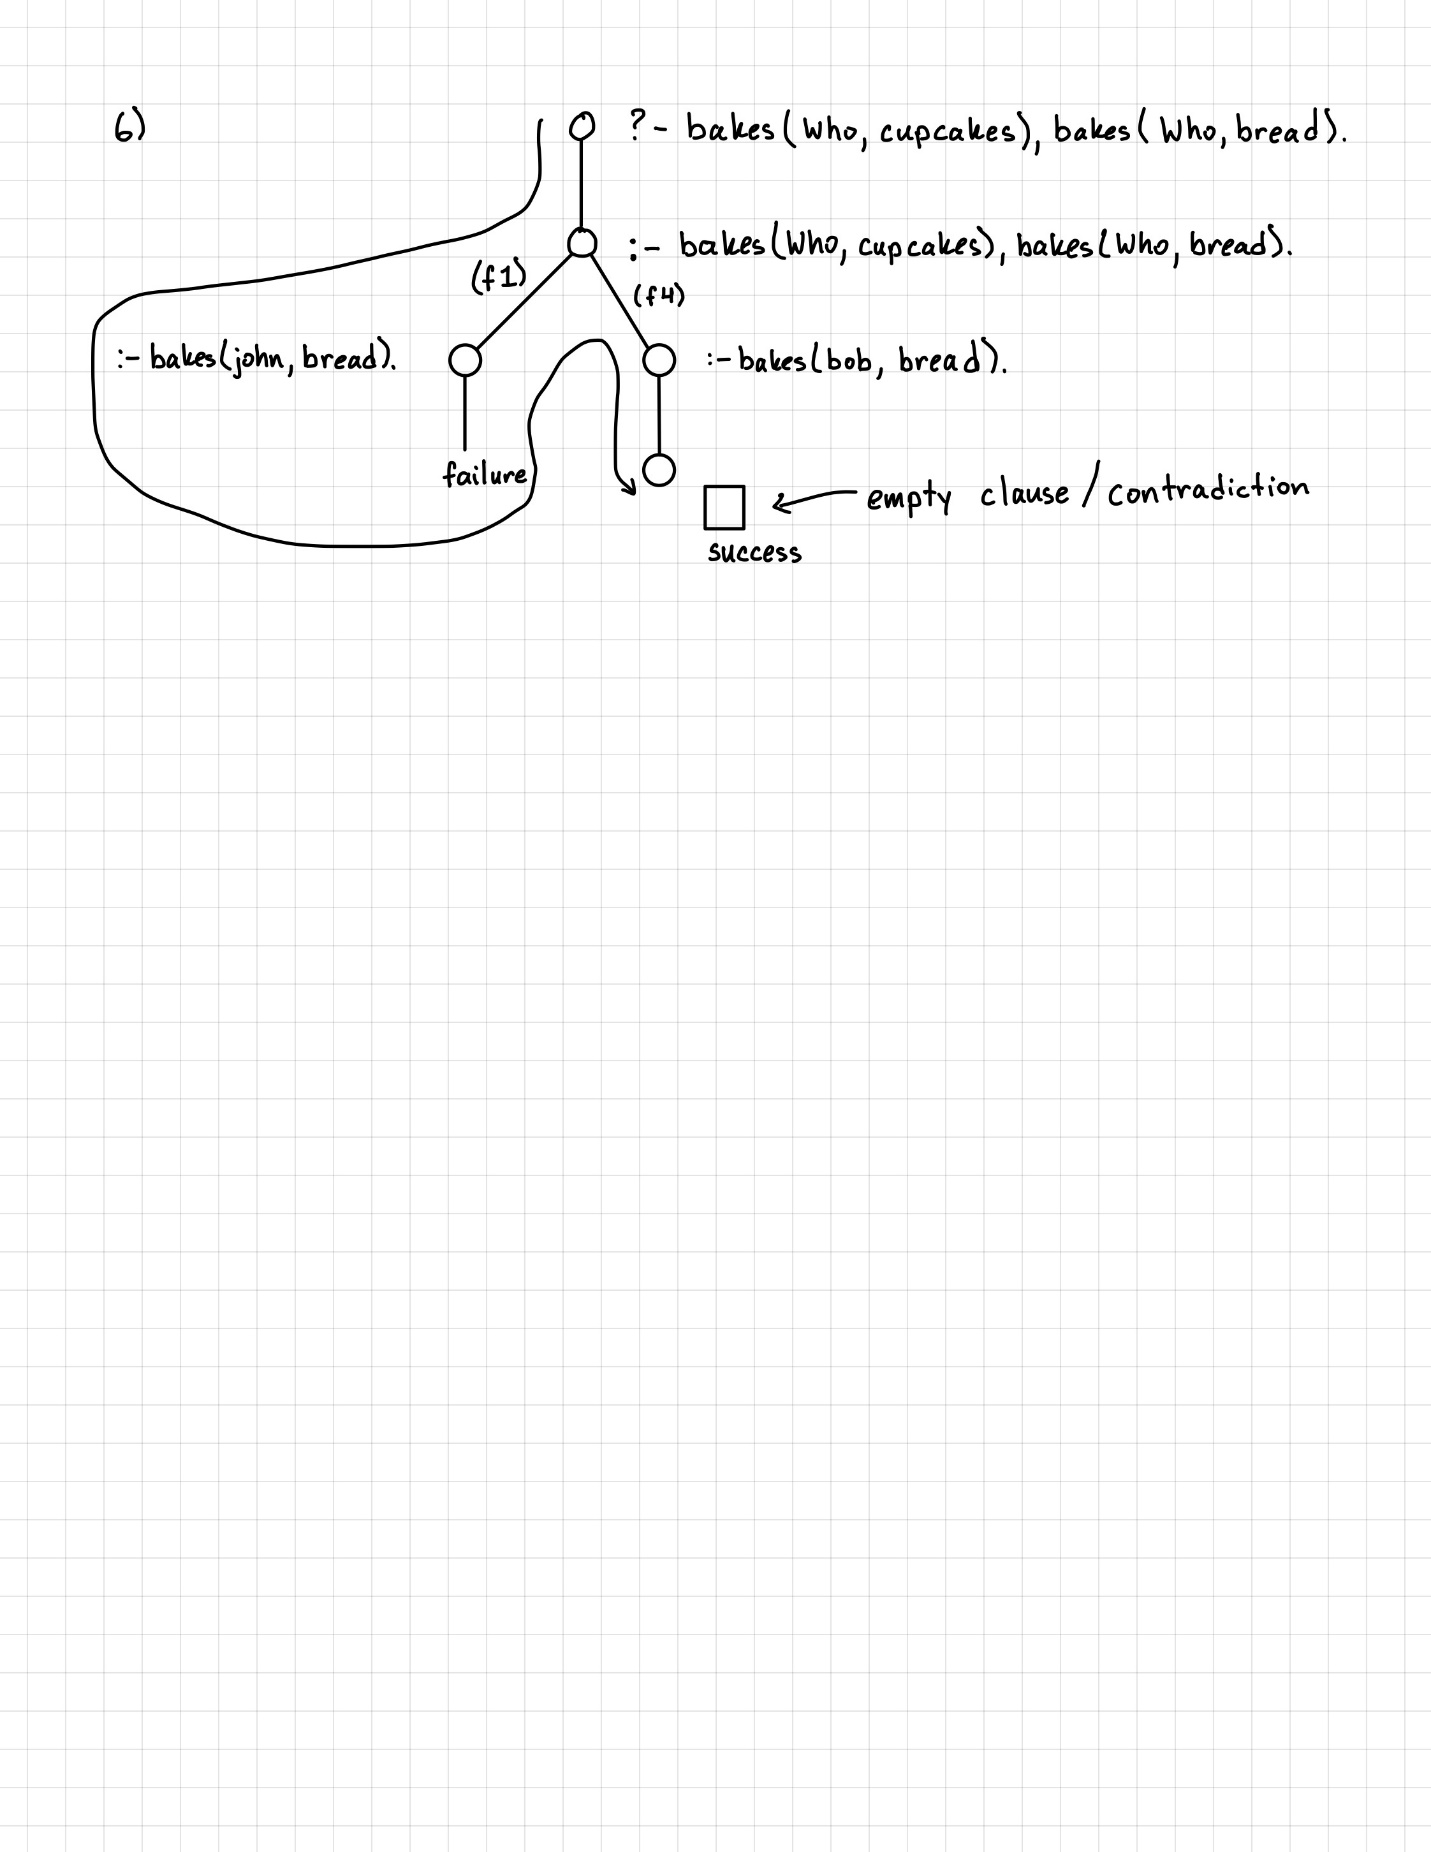 6)
?- bakes(Who, cupcakes), bakes(Who, bread).
:- bakes(Who, cupcakes), bakes(Who, bread).
(f1)
(f4)
:- bakes(john, bread).
:- bakes(bob, bread).
failure
empty clause / contradiction
success